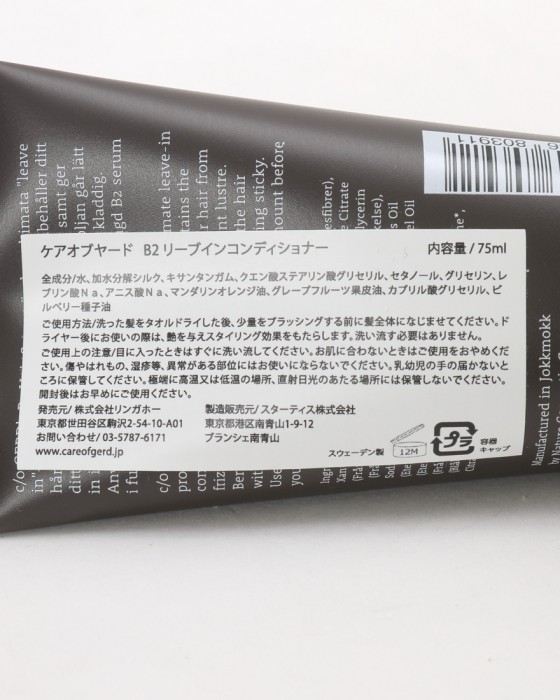 ケアオブヤード B2リーブインコンディショナー 内容量/75ml
全成分/水、加水分解シルク、キサンタンガム、クエン酸ステアリン酸グリセリル、セタノール、グリセリン、レ
ブリン酸Na、アニス酸Na、マンダリンオレンジ油、グレープフルーツ果皮油、カプリル酸グリセリル、ビ
ルベリー種子油
ご使用方法/洗った髪をタオルドライした後、少量をブラッシングする前に髪全体になじませてください。ド
ライヤー後にお使いの際は、艶を与えスタイリング効果をもたらします。洗い流す必要はありません。
ご使用上の注意/目に入ったときはすぐに洗い流してください。お肌に合わないときはご使用をおやめくだ
さい。傷やはれもの、湿疹等、異常がある部位にはお使いにならないでください。乳幼児の手の届かないと
ころに保管してください。極端に高温又は低温の場所、直射日光のあたる場所には保管しないでください。
開封後はお早めにご使用ください。
発売元/株式会社リンガホー
東京都世田谷区駒沢2-54-10-A01
お問い合わせ/03-5787-6171
www.careofgerd.jp
製造販売元/スターティス株式会社
東京都港区南青山1-9-12
ブランシェ南青山
スウェーデン製
12M
プラ
容器
キャップ
6 803911
timata "leave
behåller ditt
samt ger
oljan går lätt
kladdig.
gd B2 serum
mate leave-in
tains the
r hair from
nt lustre.
the hair
ing sticky.
mount before
Manufactured in Jokkmokk